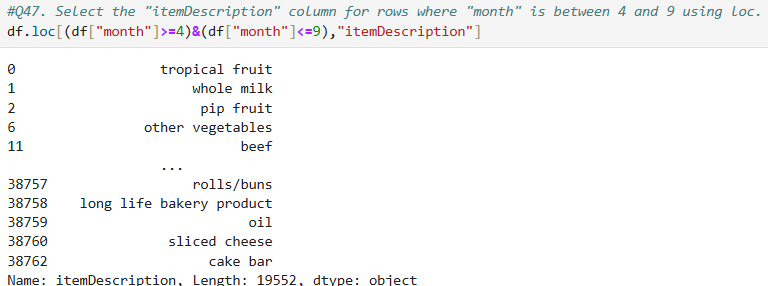 #Q47. Select the "itemDescription" column for rows where "month" is between 4 and 9 using loc.
df.loc[(df["month"]>=4)&(df["month"]<=9),"itemDescription"]
0                   tropical fruit
1                       whole milk
2                        pip fruit
6                 other vegetables
11                            beef
                    ...
38757                   rolls/buns
38758     long life bakery product
38759                          oil
38760                sliced cheese
38762                     cake bar
Name: itemDescription, Length: 19552, dtype: object